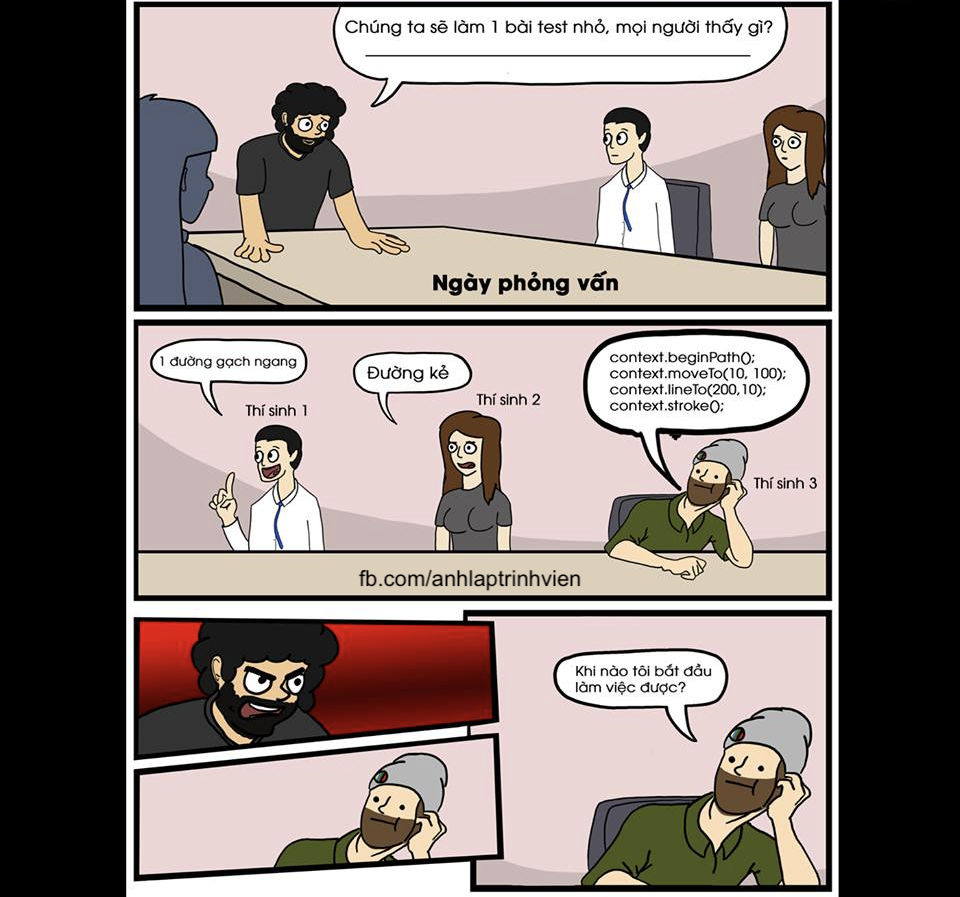 Chúng ta sẽ làm 1 bài test nhỏ, mọi người thấy gì?
Ngày phỏng vấn
1 đường gạch ngang
Thí sinh 1
Đường kẻ
Thí sinh 2
context.beginPath();
context.moveTo(10, 100);
context.lineTo(200,10);
context.stroke();
Thí sinh 3
fb.com/anhlaptrinhvien
Khi nào tôi bắt đầu
làm việc được?